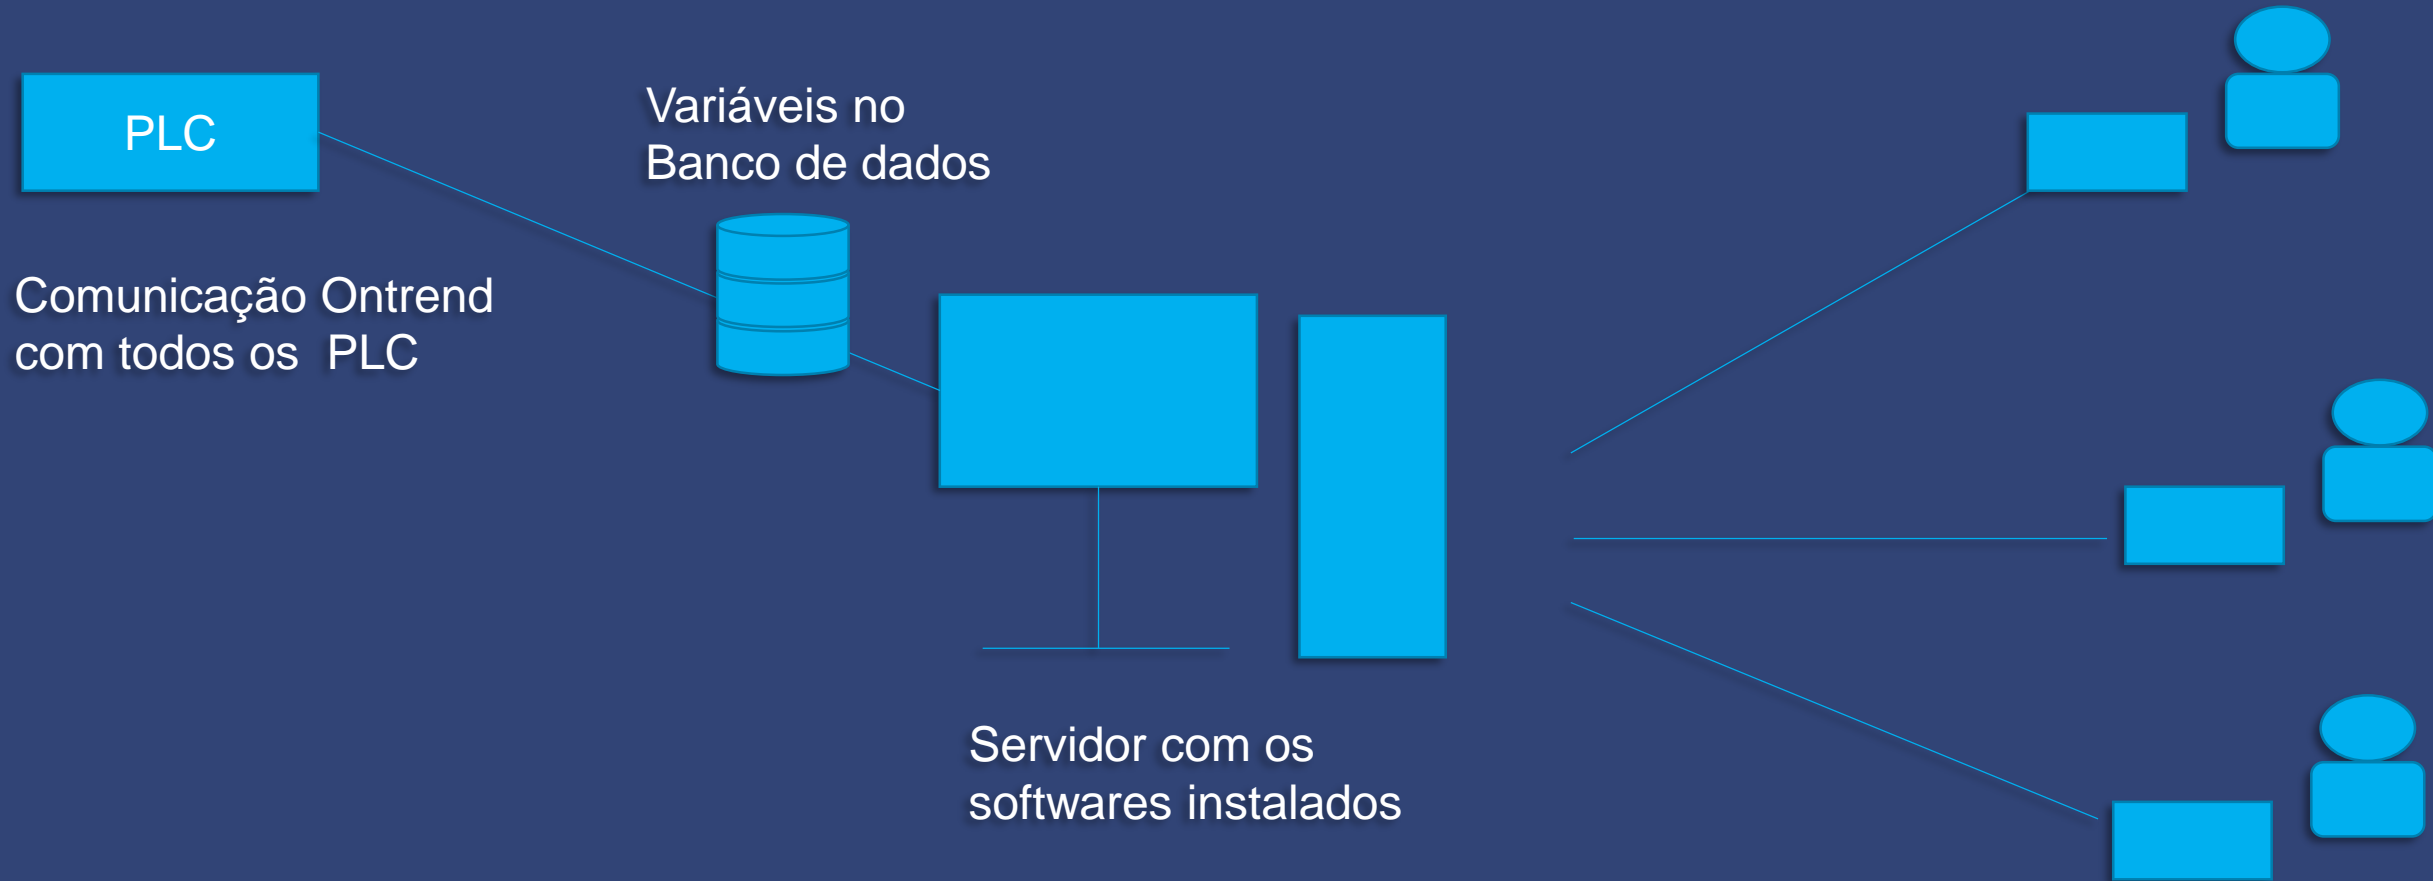 PLC
Comunicação Ontrend
com todos os  PLC
Variáveis no
Banco de dados
Servidor com os
softwares instalados